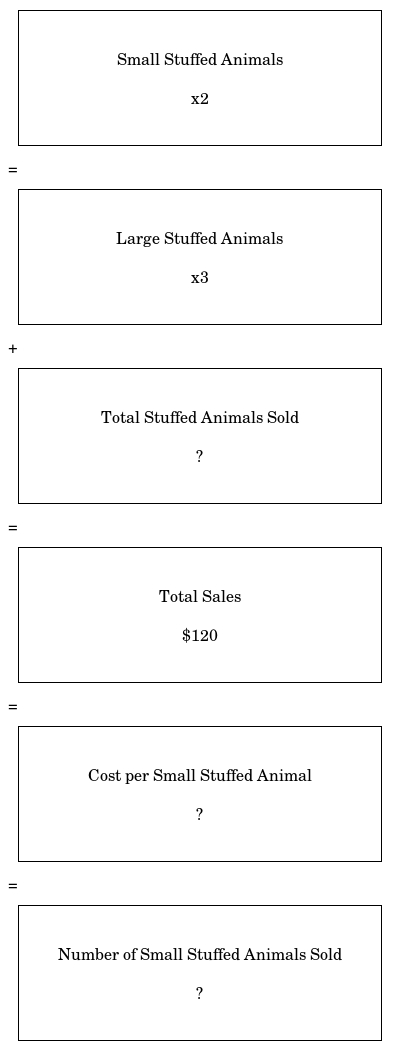 Small Stuffed Animals
x2
=
Large Stuffed Animals
x3
+
Total Stuffed Animals Sold
?
=
Total Sales
$120
=
Cost per Small Stuffed Animal
?
=
Number of Small Stuffed Animals Sold
?